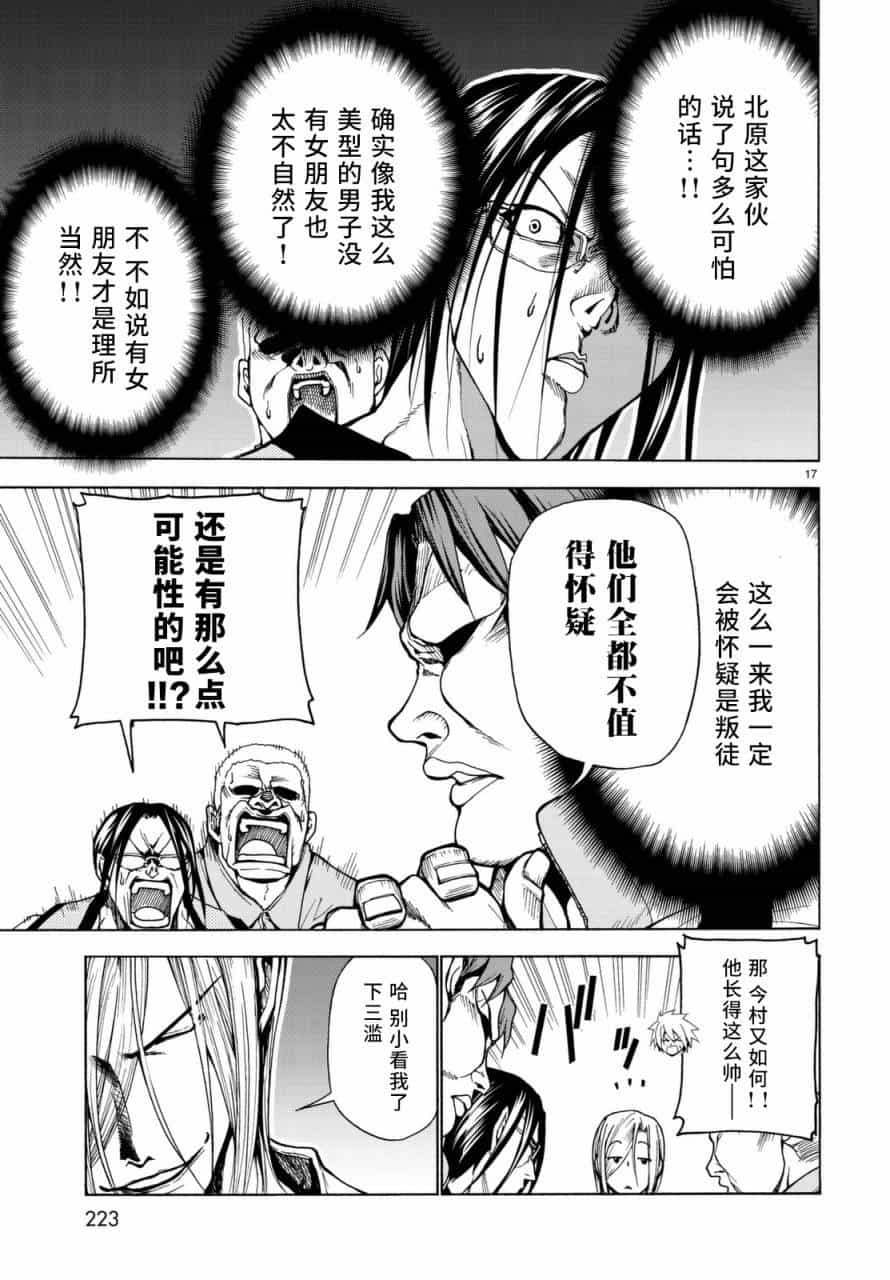 北原这家伙
说了句多么可怕
的话…!!
确实像我这么
美型的男子没
有女朋友也
太不自然了！
不 不如说有女
朋友才是理所
当然!!
17
这么一来我一定
会被怀疑是叛徒
他们全都不值
得怀疑
还是有那么点
可能性的吧
!!?
那 今村又如何!!
他长得这么帅——
哈 别小看我了
下三滥
223